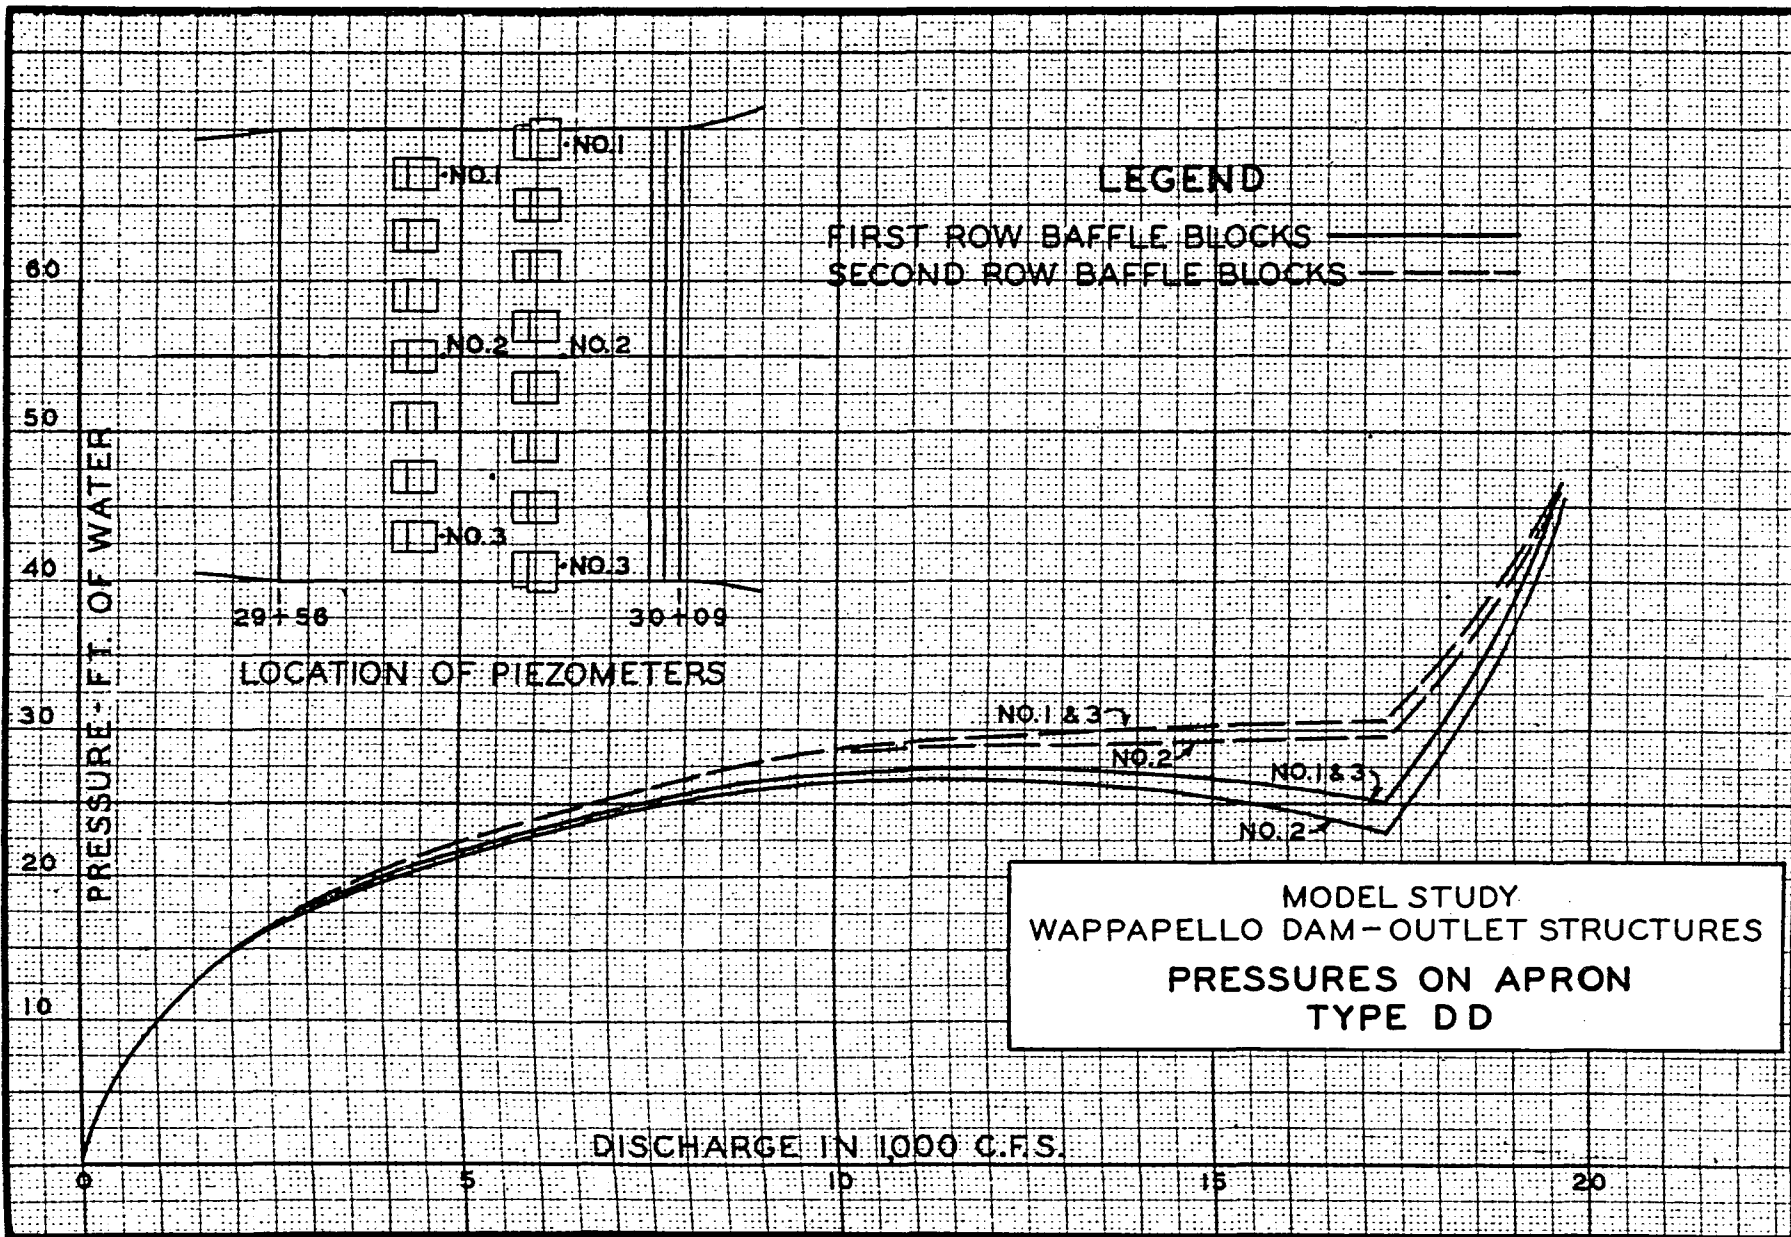 LEGEND
FIRST ROW BAFFLE BLOCKS
SECOND ROW BAFFLE BLOCKS
NO.1
NO.1
NO.2
NO.2
NO.3
NO.3
29+56
30+09
LOCATION OF PIEZOMETERS
PRESSURE-FT. OF WATER
60
50
40
30
20
10
NO.1 & 3
NO.2
NO.1 & 3
NO.2
MODEL STUDY
WAPPAPELLO DAM-OUTLET STRUCTURES
PRESSURES ON APRON
TYPE DD
DISCHARGE IN 1,000 C.F.S.
0
5
10
15
20